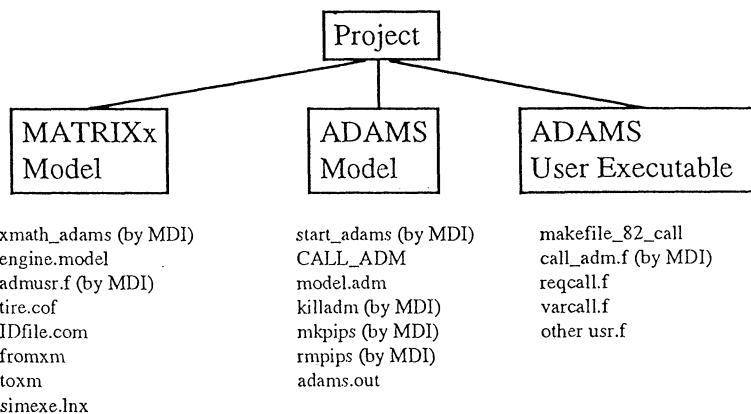 Project
MATRIXx
Model
ADAMS
Model
ADAMS
User Executable
xmath_adams (by MDI)
engine.model
admusr.f (by MDI)
tire.cof
IDfile.com
fromxm
toxm
simexe.lnx
start_adams (by MDI)
CALL_ADM
model.adm
killadm (by MDI)
mkpips (by MDI)
rmpips (by MDI)
adams.out
makefile_82_call
call_adm.f (by MDI)
reqcall.f
varcall.f
other usr.f